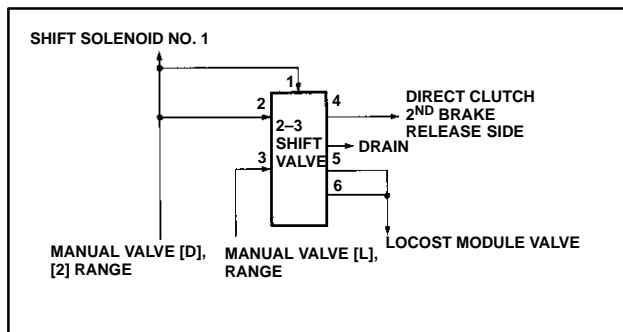 SHIFT SOLENOID NO. 1
1
2
4
DIRECT CLUTCH
2ND BRAKE
RELEASE SIDE
2–3
SHIFT
VALVE
DRAIN
3
5
6
MANUAL VALVE [D],
[2] RANGE
MANUAL VALVE [L],
RANGE
LOCOST MODULE VALVE